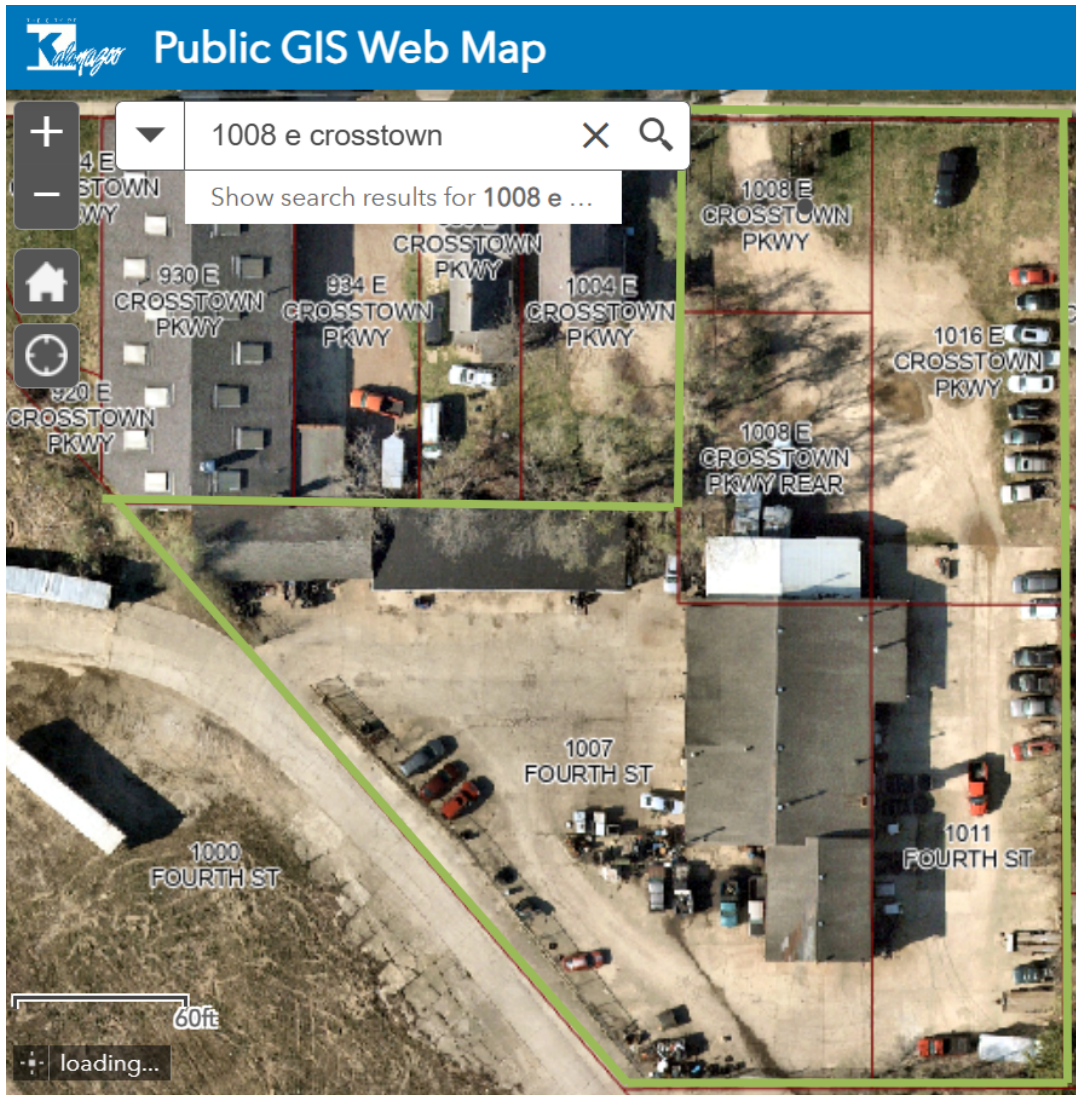 Kalamazoo
Public GIS Web Map
1008 e crosstown
Show search results for 1008 e ...
CROSSTOWN
PKWY
930 E
CROSSTOWN
PKWY
934 E
CROSSTOWN
PKWY
CROSSTOWN
PKWY
1004 E
CROSSTOWN
PKWY
1008 E
CROSSTOWN
PKWY
1016 E
CROSSTOWN
PKWY
920 E
CROSSTOWN
PKWY
1008 E
CROSSTOWN
PKWY REAR
1007
FOURTH ST
1000
FOURTH ST
1011
FOURTH ST
60ft
loading...